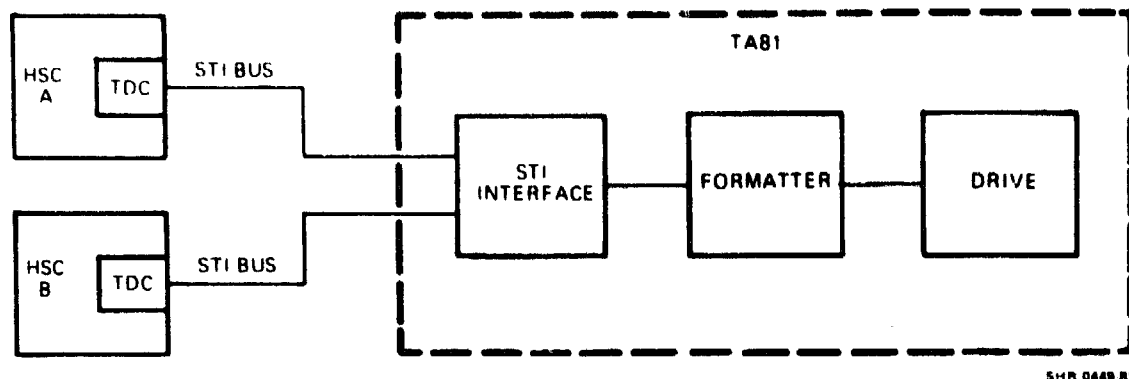 TA81
HSC
A
TDC
STI BUS
STI
INTERFACE
FORMATTER
DRIVE
HSC
B
TDC
STI BUS